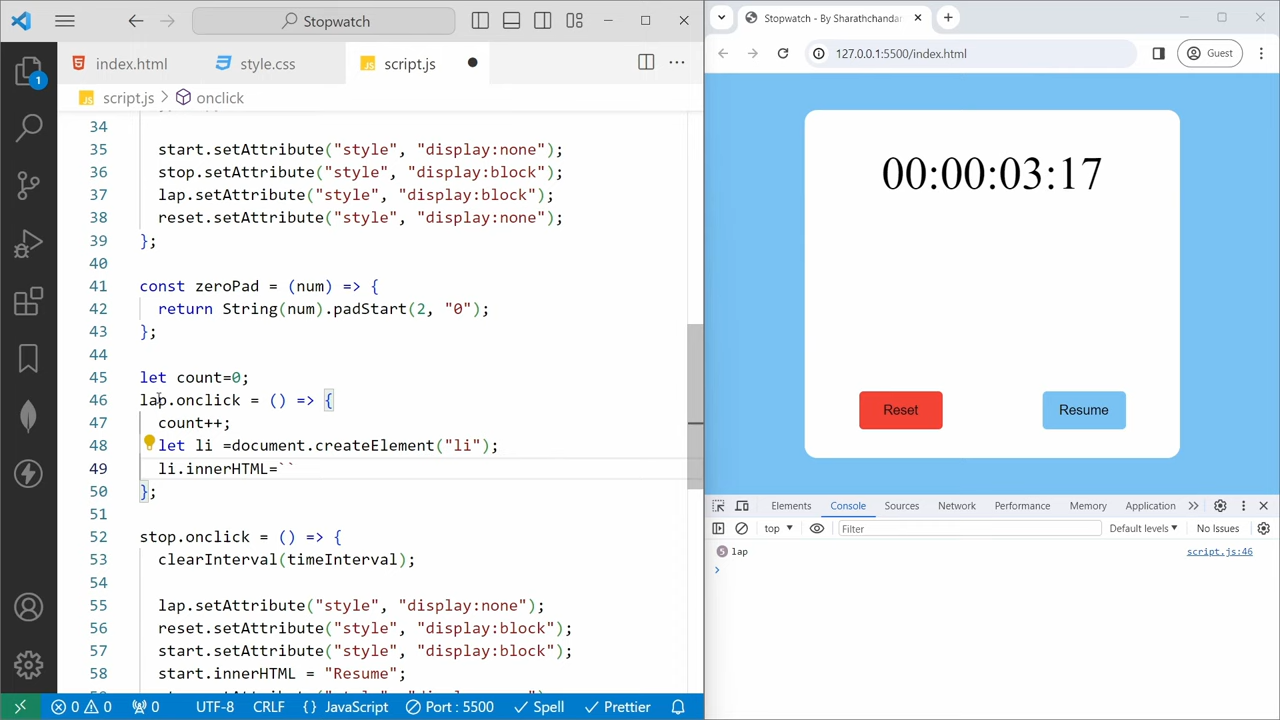 Stopwatch
index.html
style.css
JS script.js
JS script.js > onclick
34
35 start.setAttribute("style", "display:none");
36 stop.setAttribute("style", "display:block");
37 lap.setAttribute("style", "display:block");
38 reset.setAttribute("style", "display:none");
39 };
40
41 const zeroPad = (num) => {
42 return String(num).padStart(2, "0");
43 };
44
45 let count=0;
46 lap.onclick = () => {
47 count++;
48 let li =document.createElement("li");
49 li.innerHTML=``
50 };
51
52 stop.onclick = () => {
53 clearInterval(timeInterval);
54
55 lap.setAttribute("style", "display:none");
56 reset.setAttribute("style", "display:block");
57 start.setAttribute("style", "display:block");
58 start.innerHTML = "Resume";
1
0 0 0 UTF-8 CRLF {} JavaScript Port : 5500 Spell Prettier
Stopwatch - By Sharathchandar
127.0.0.1:5500/index.html
Guest
00:00:03:17
Reset
Resume
Elements Console Sources Network Performance Memory Application
top Filter Default levels No Issues
5 lap script.js:46